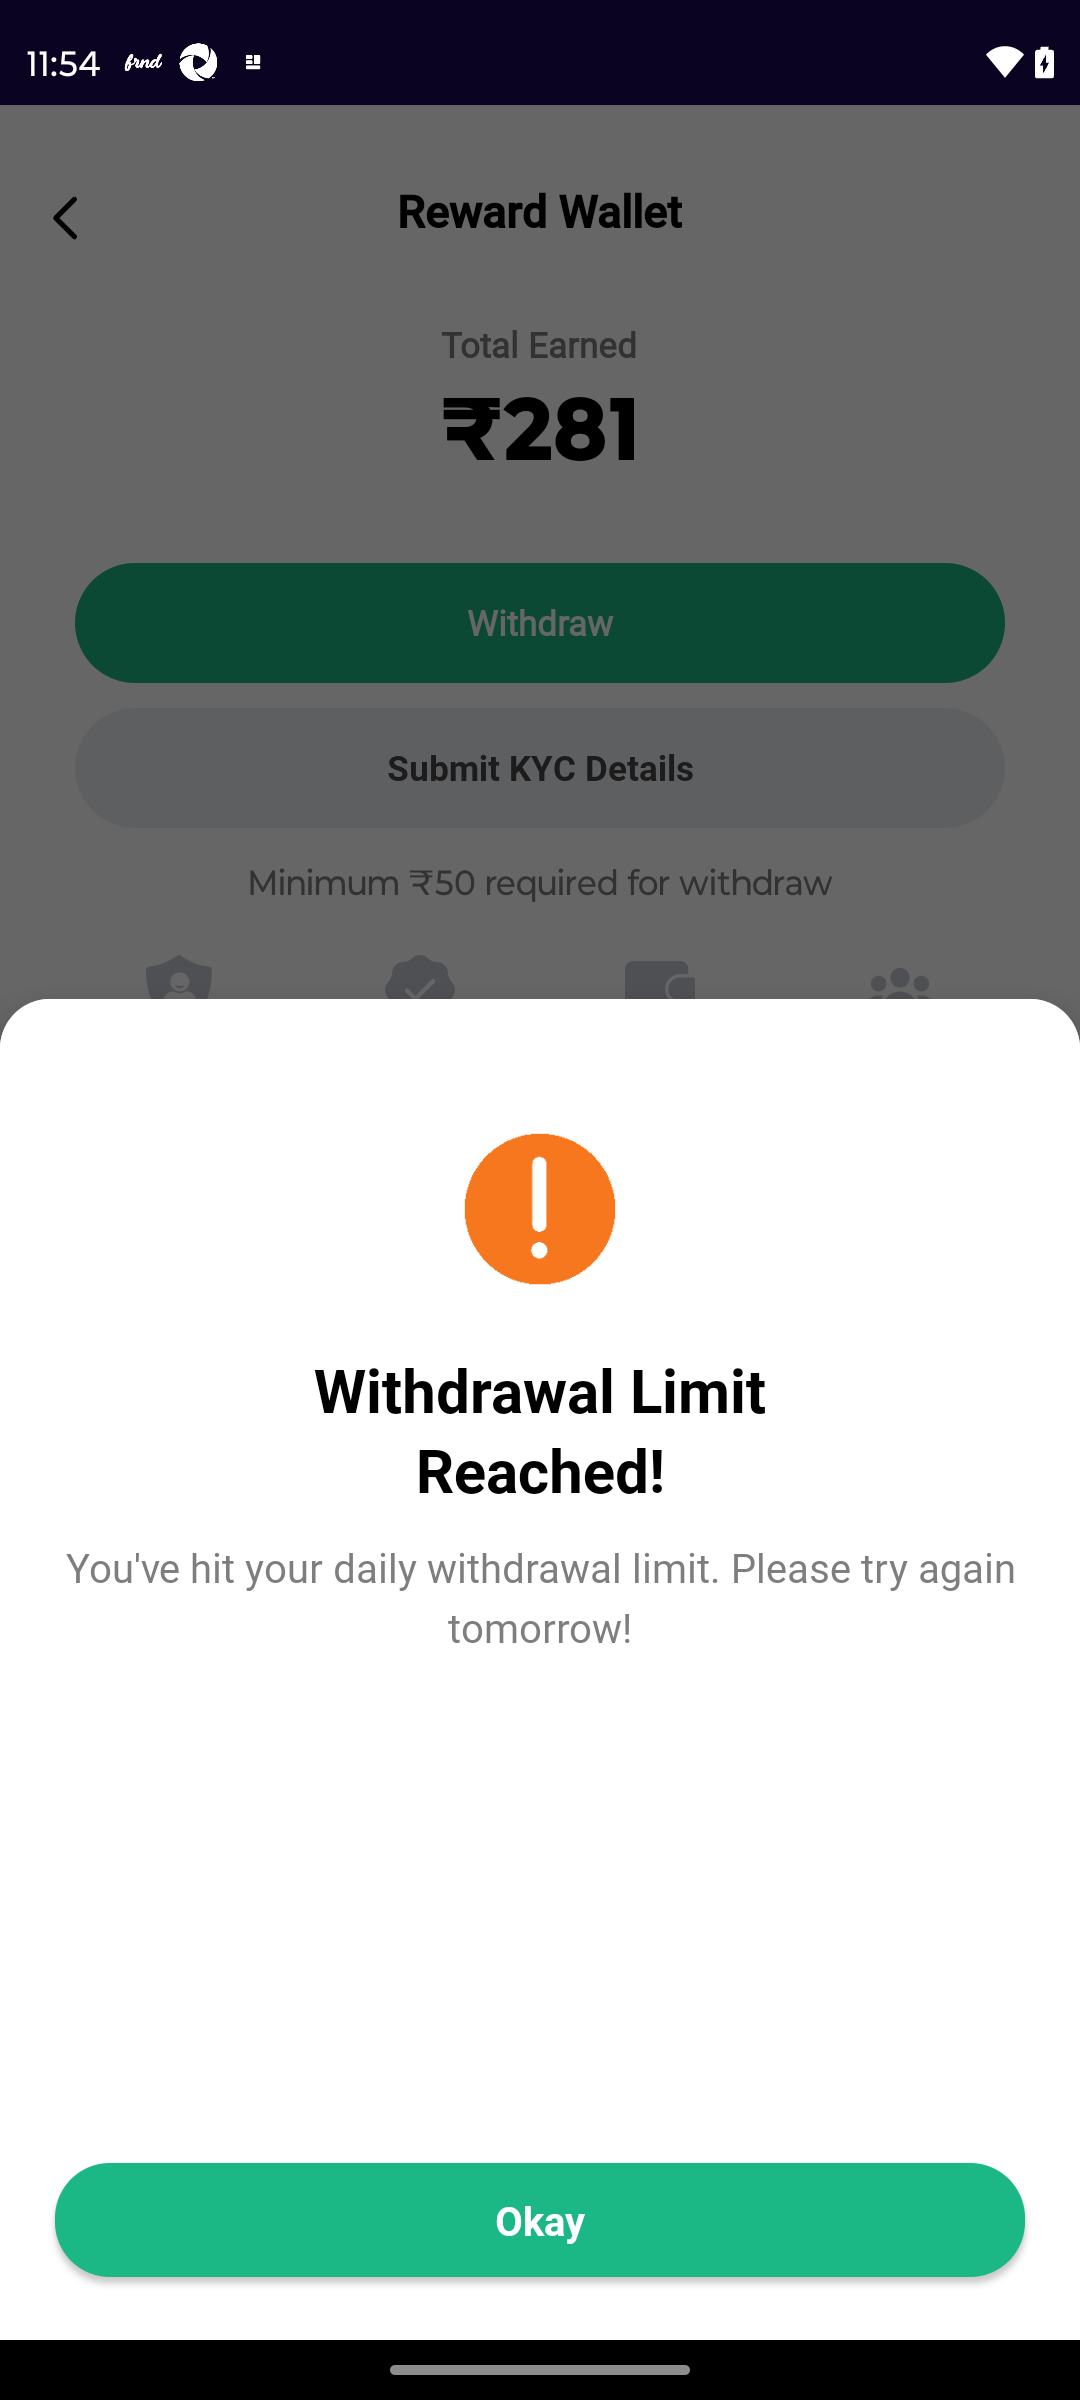 11:54 frnd
Reward Wallet
Total Earned
₹281
Withdraw
Submit KYC Details
Minimum ₹50 required for withdraw
Withdrawal Limit
Reached!
You've hit your daily withdrawal limit. Please try again
tomorrow!
Okay